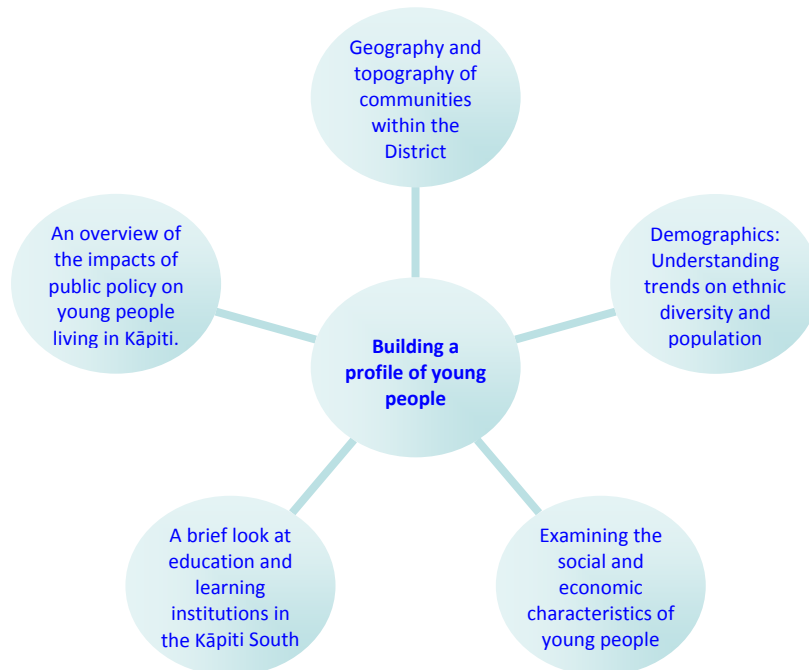 Geography and
topography of
communities
within the
District
An overview of
the impacts of
public policy on
young people
living in Kāpiti.
Demographics:
Understanding
trends on ethnic
diversity and
population
Building a
profile of young
people
A brief look at
education and
learning
institutions in
the Kāpiti South
Examining the
social and
economic
characteristics of
young people